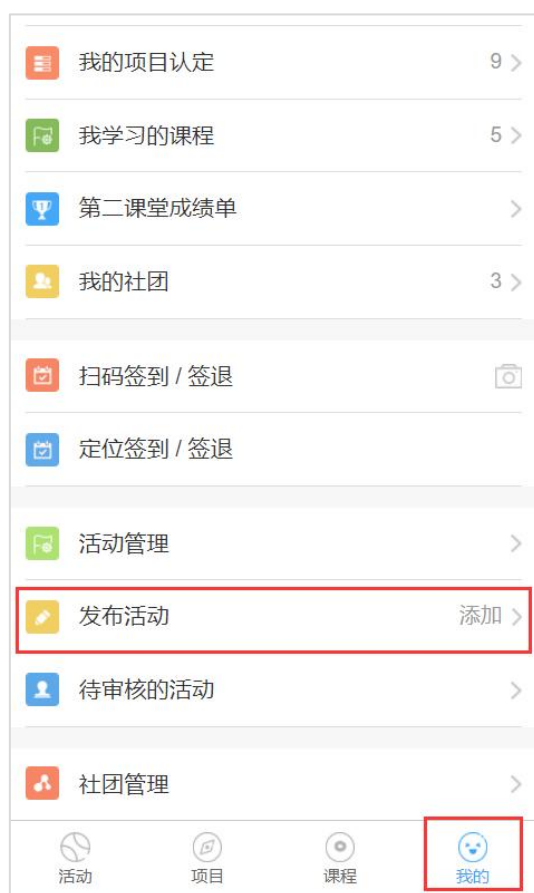 我的项目认定 9
我学习的课程 5
第二课堂成绩单
我的社团 3
扫码签到 / 签退
定位签到 / 签退
活动管理
发布活动 添加
待审核的活动
社团管理
活动 项目 课程 我的